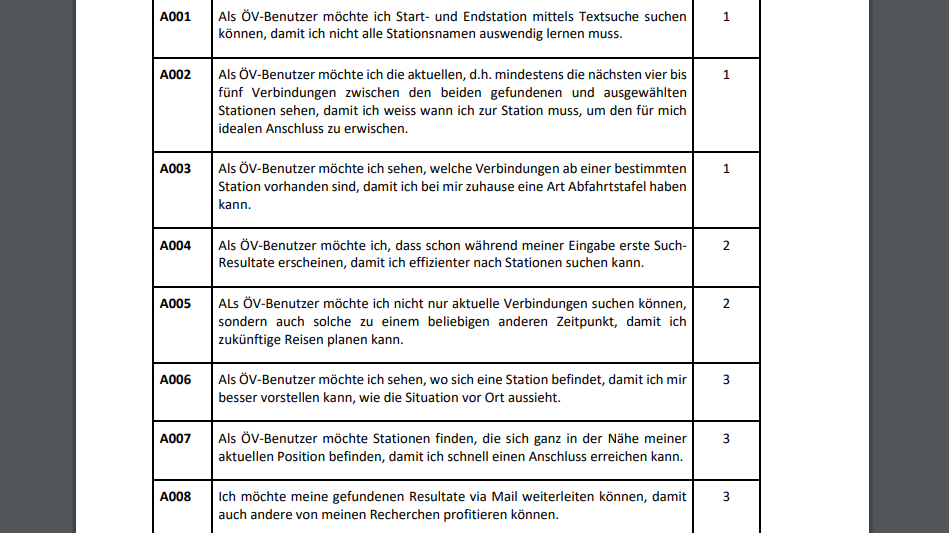 A001 Als ÖV-Benutzer möchte ich Start- und Endstation mittels Textsuche suchen 1
können, damit ich nicht alle Stationsnamen auswendig lernen muss.
A002 Als ÖV-Benutzer möchte ich die aktuellen, d.h. mindestens die nächsten vier bis 1
fünf Verbindungen zwischen den beiden gefundenen und ausgewählten
Stationen sehen, damit ich weiss wann ich zur Station muss, um den für mich
idealen Anschluss zu erwischen.
A003 Als ÖV-Benutzer möchte ich sehen, welche Verbindungen ab einer bestimmten 1
Station vorhanden sind, damit ich bei mir zuhause eine Art Abfahrtstafel haben
kann.
A004 Als ÖV-Benutzer möchte ich, dass schon während meiner Eingabe erste Such- 2
Resultate erscheinen, damit ich effizienter nach Stationen suchen kann.
A005 ALs ÖV-Benutzer möchte ich nicht nur aktuelle Verbindungen suchen können, 2
sondern auch solche zu einem beliebigen anderen Zeitpunkt, damit ich
zukünftige Reisen planen kann.
A006 Als ÖV-Benutzer möchte ich sehen, wo sich eine Station befindet, damit ich mir 3
besser vorstellen kann, wie die Situation vor Ort aussieht.
A007 Als ÖV-Benutzer möchte Stationen finden, die sich ganz in der Nähe meiner 3
aktuellen Position befinden, damit ich schnell einen Anschluss erreichen kann.
A008 Ich möchte meine gefundenen Resultate via Mail weiterleiten können, damit 3
auch andere von meinen Recherchen profitieren können.